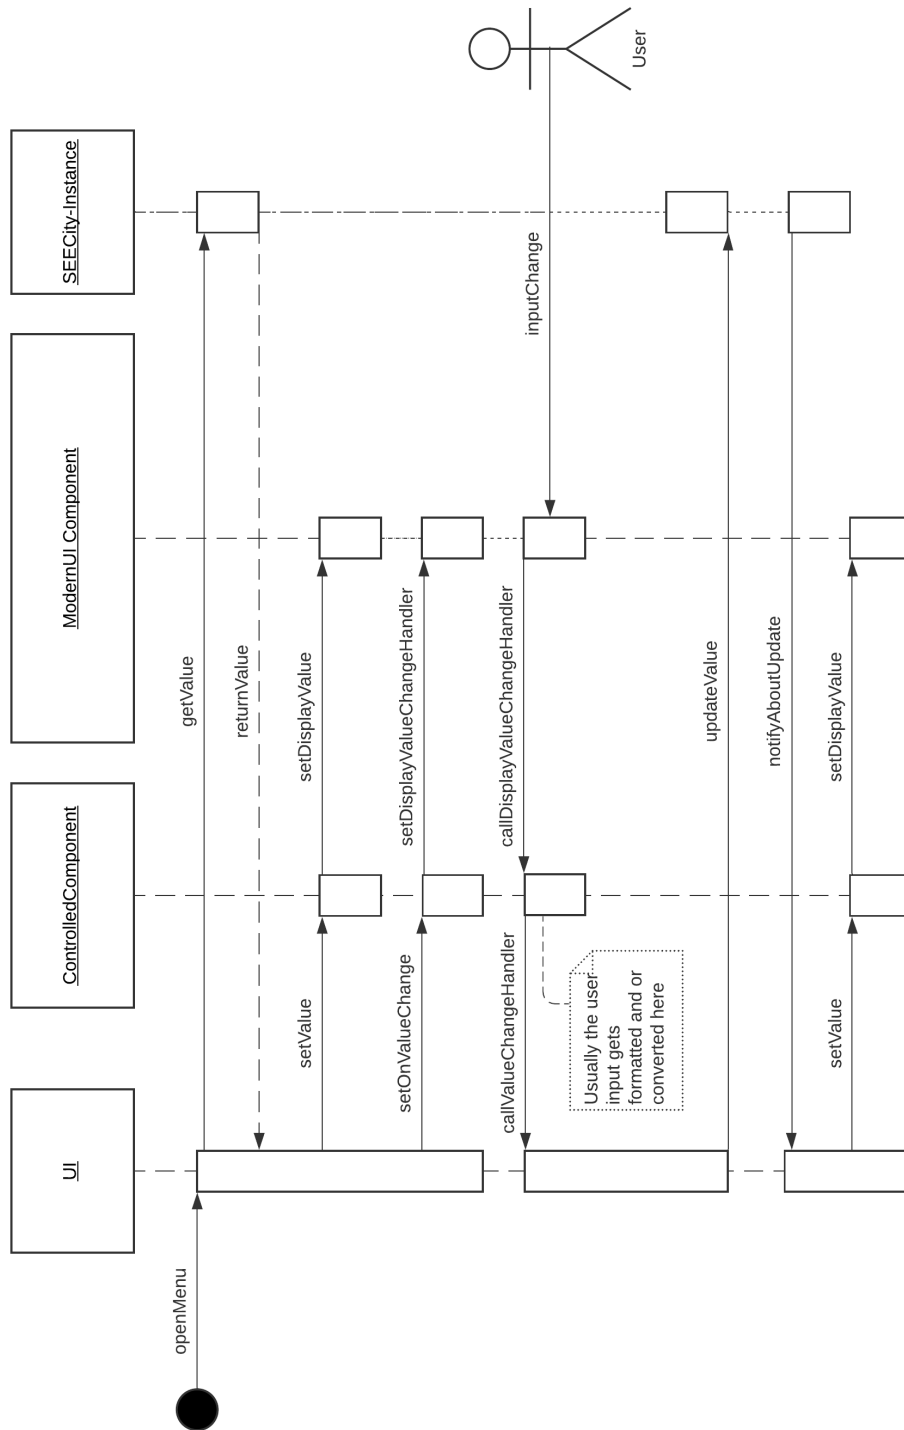 UI
ControlledComponent
ModernUI Component
SEECity-Instance
User
openMenu
getValue
returnValue
setValue
setDisplayValue
setOnValueChange
setDisplayValueChangeHandler
inputChange
callDisplayValueChangeHandler
callValueChangeHandler
Usually the user
input gets
formatted and or
converted here
updateValue
notifyAboutUpdate
setValue
setDisplayValue